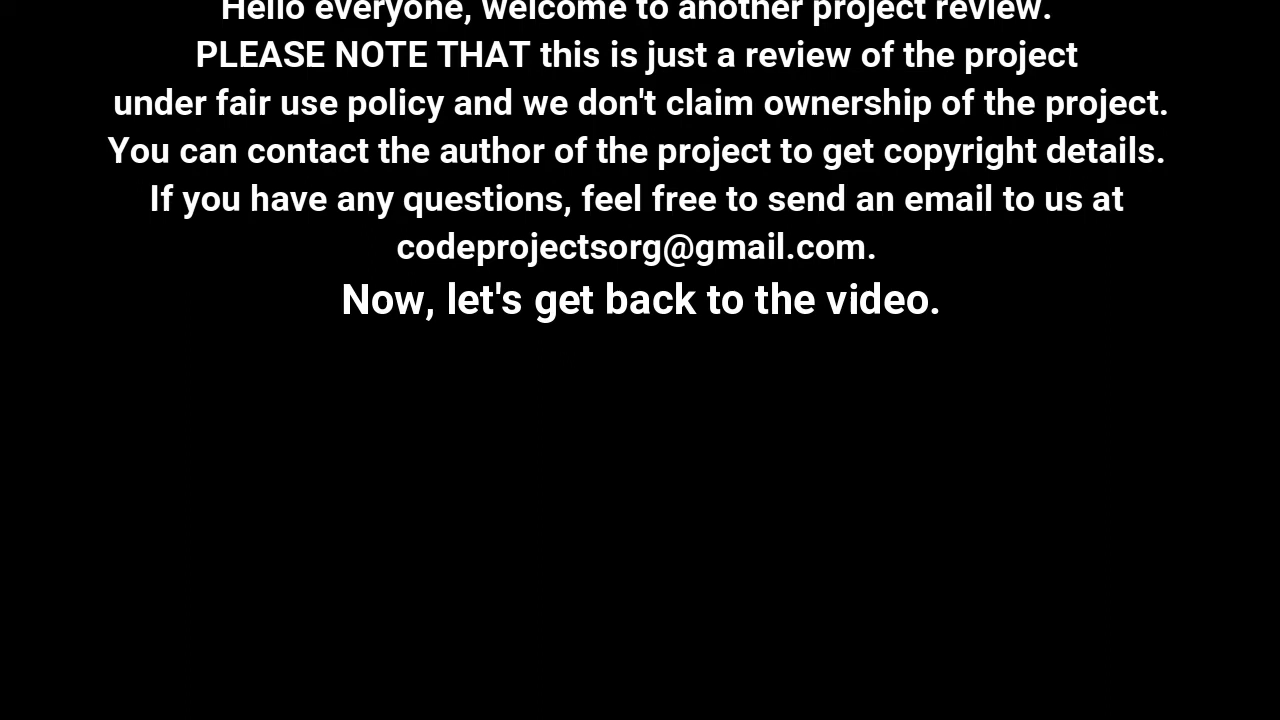 Hello everyone, welcome to another project review.
PLEASE NOTE THAT this is just a review of the project
under fair use policy and we don't claim ownership of the project.
You can contact the author of the project to get copyright details.
If you have any questions, feel free to send an email to us at
codeprojectsorg@gmail.com.
Now, let's get back to the video.